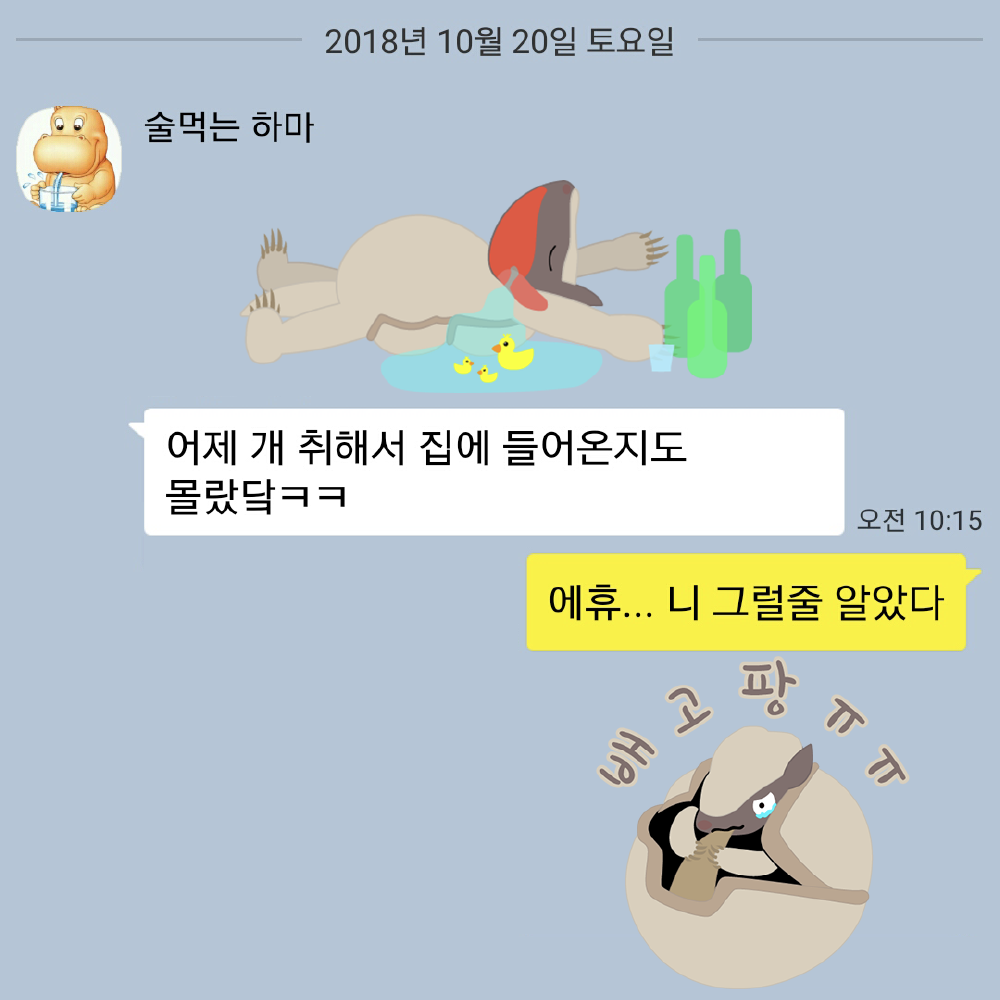 2018년 10월 20일 토요일
술먹는 하마
어제 개 취해서 집에 들어온지도
몰랐닼ㅋㅋ
오전 10:15
에휴... 니 그럴줄 알았다
배고팡ㅠㅠ